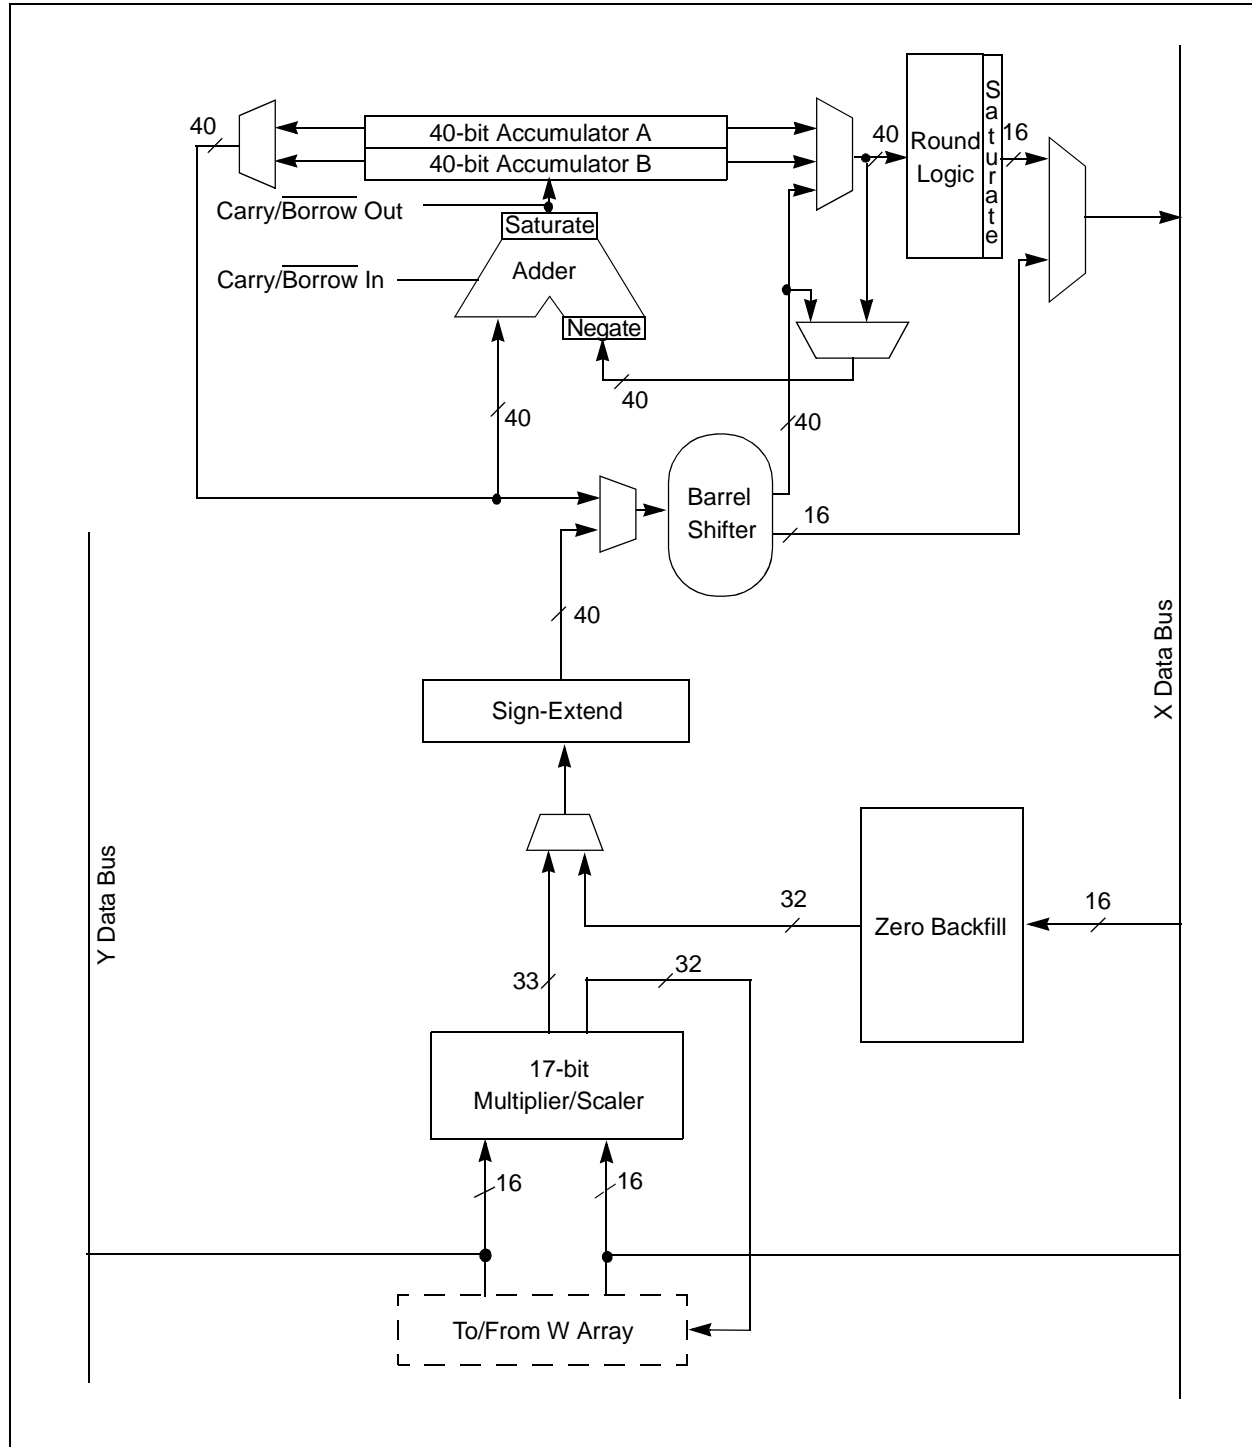 40
40-bit Accumulator A
40-bit Accumulator B
40
Round
Logic
Saturate
16
Carry/Borrow Out
Saturate
Carry/Borrow In
Adder
Negate
40
40
40
Barrel
Shifter
16
40
X Data Bus
Sign-Extend
Y Data Bus
32
Zero Backfill
16
33
32
17-bit
Multiplier/Scaler
16
16
To/From W Array